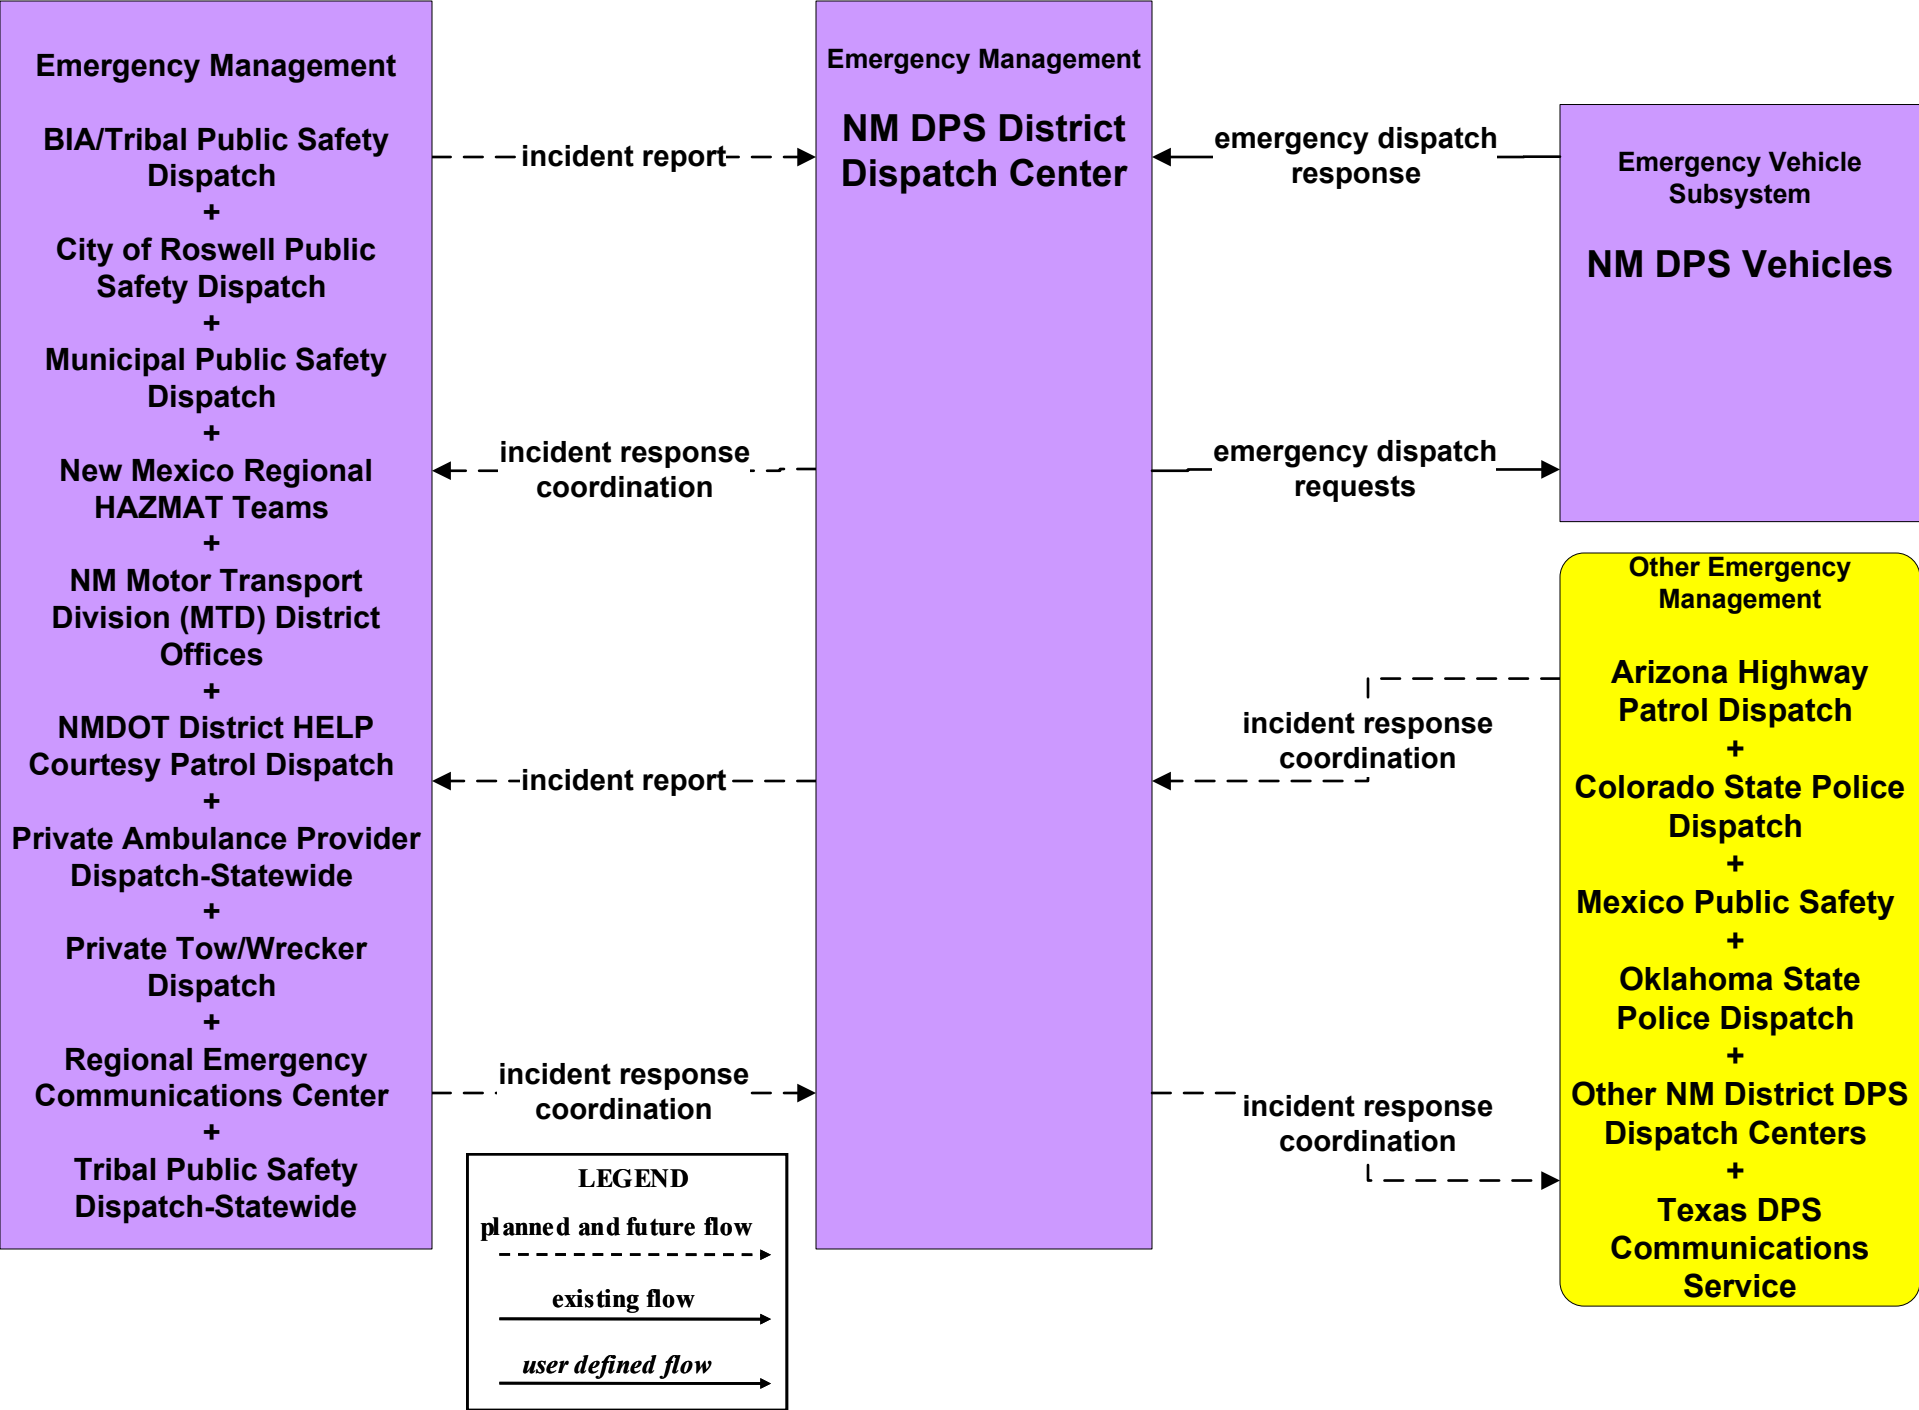 Emergency Management
BIA/Tribal Public Safety
Dispatch
+
City of Roswell Public
Safety Dispatch
+
Municipal Public Safety
Dispatch
+
New Mexico Regional
HAZMAT Teams
+
NM Motor Transport
Division (MTD) District
Offices
+
NMDOT District HELP
Courtesy Patrol Dispatch
+
Private Ambulance Provider
Dispatch-Statewide
+
Private Tow/Wrecker
Dispatch
+
Regional Emergency
Communications Center
+
Tribal Public Safety
Dispatch-Statewide
incident report
incident response
coordination
incident report
incident response
coordination
Emergency Management
NM DPS District
Dispatch Center
emergency dispatch
response
emergency dispatch
requests
incident response
coordination
incident response
coordination
Emergency Vehicle
Subsystem
NM DPS Vehicles
Other Emergency
Management
Arizona Highway
Patrol Dispatch
+
Colorado State Police
Dispatch
+
Mexico Public Safety
+
Oklahoma State
Police Dispatch
+
Other NM District DPS
Dispatch Centers
+
Texas DPS
Communications
Service
LEGEND
planned and future flow
existing flow
user defined flow